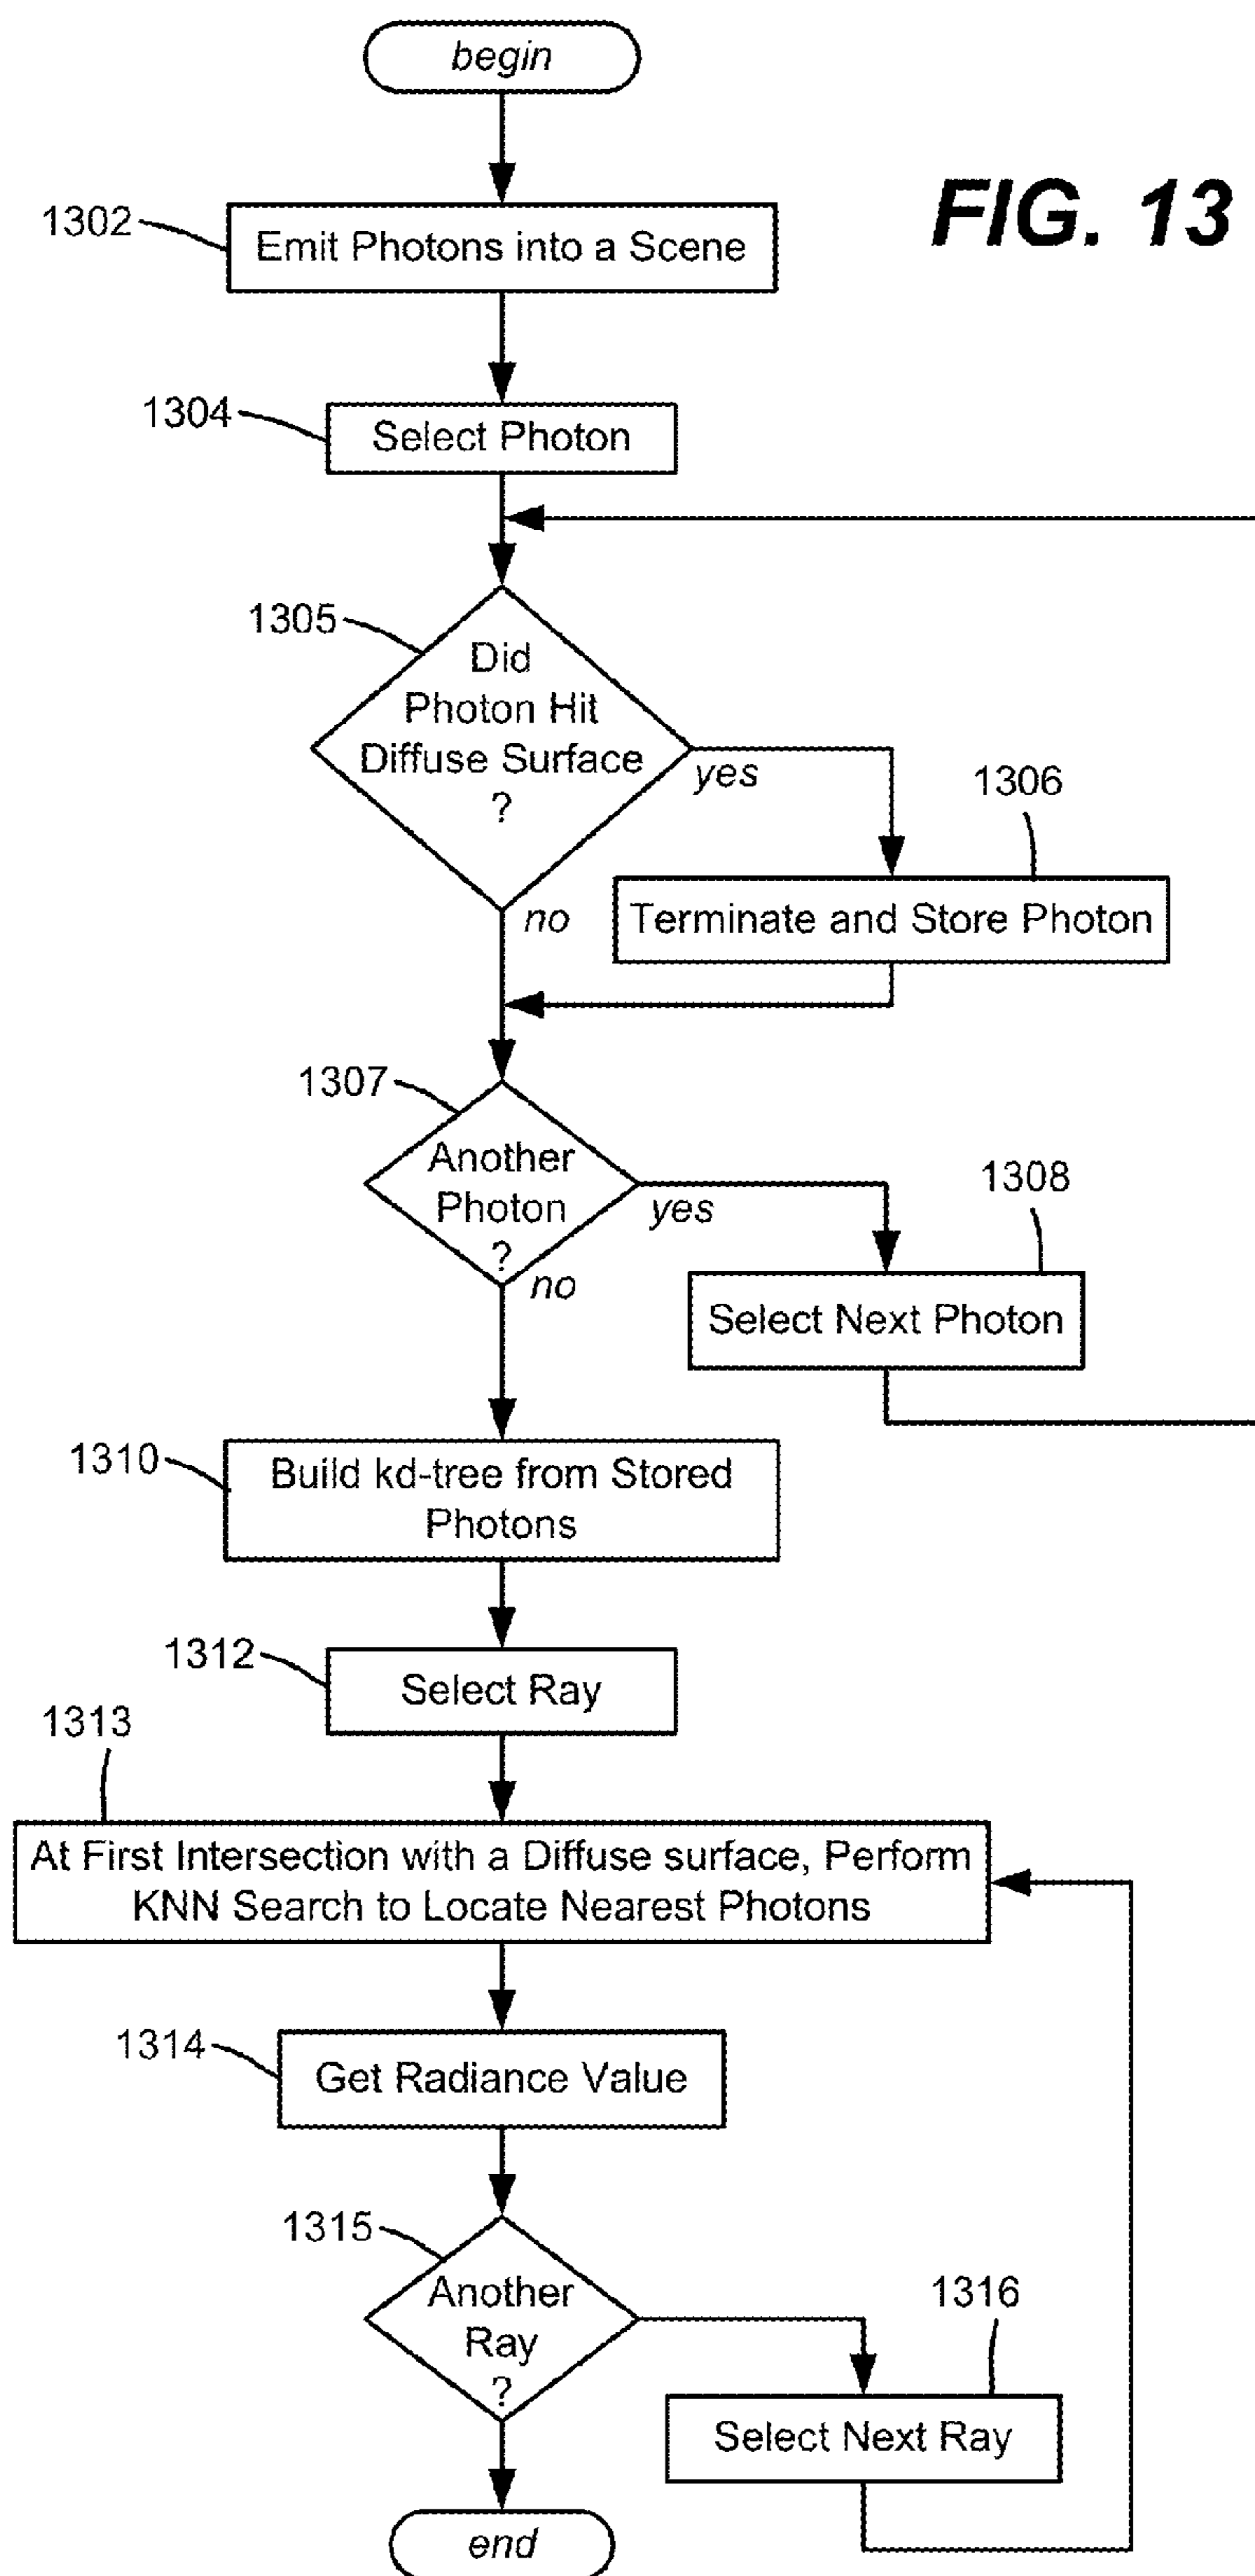 begin
FIG. 13
1302
Emit Photons into a Scene
1304
Select Photon
1305
Did
Photon Hit
Diffuse Surface
?
yes
1306
Terminate and Store Photon
no
1307
Another
Photon
?
yes
1308
Select Next Photon
no
1310
Build kd-tree from Stored
Photons
1312
Select Ray
1313
At First Intersection with a Diffuse surface, Perform
KNN Search to Locate Nearest Photons
1314
Get Radiance Value
1315
Another
Ray
?
1316
Select Next Ray
end